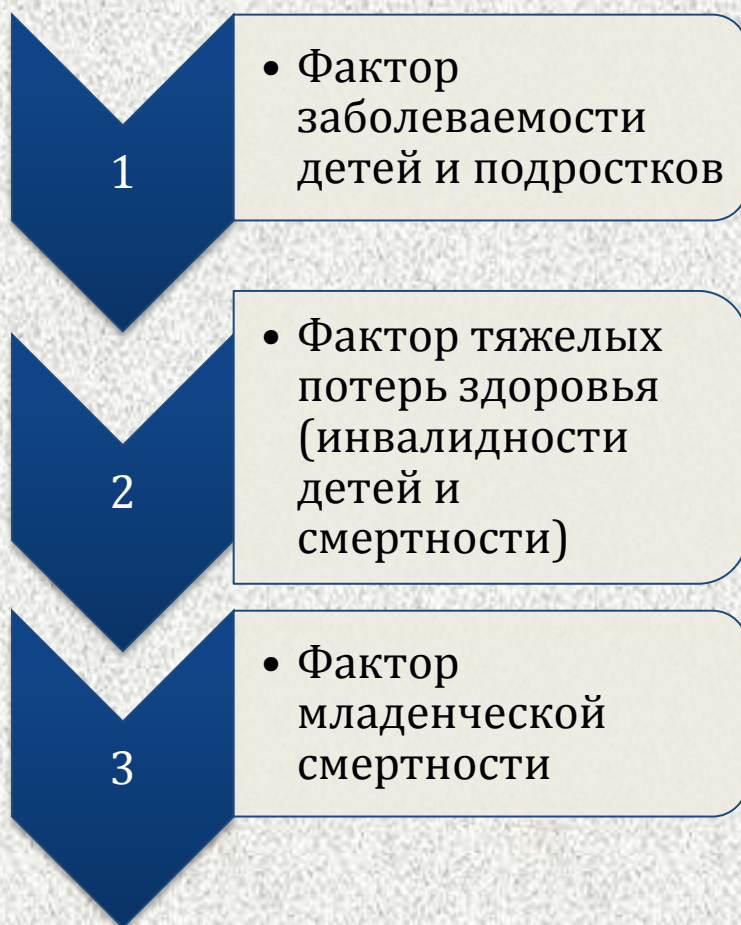 1
• Фактор
заболеваемости
детей и подростков
2
• Фактор тяжелых
потерь здоровья
(инвалидности
детей и
смертности)
3
• Фактор
младенческой
смертности